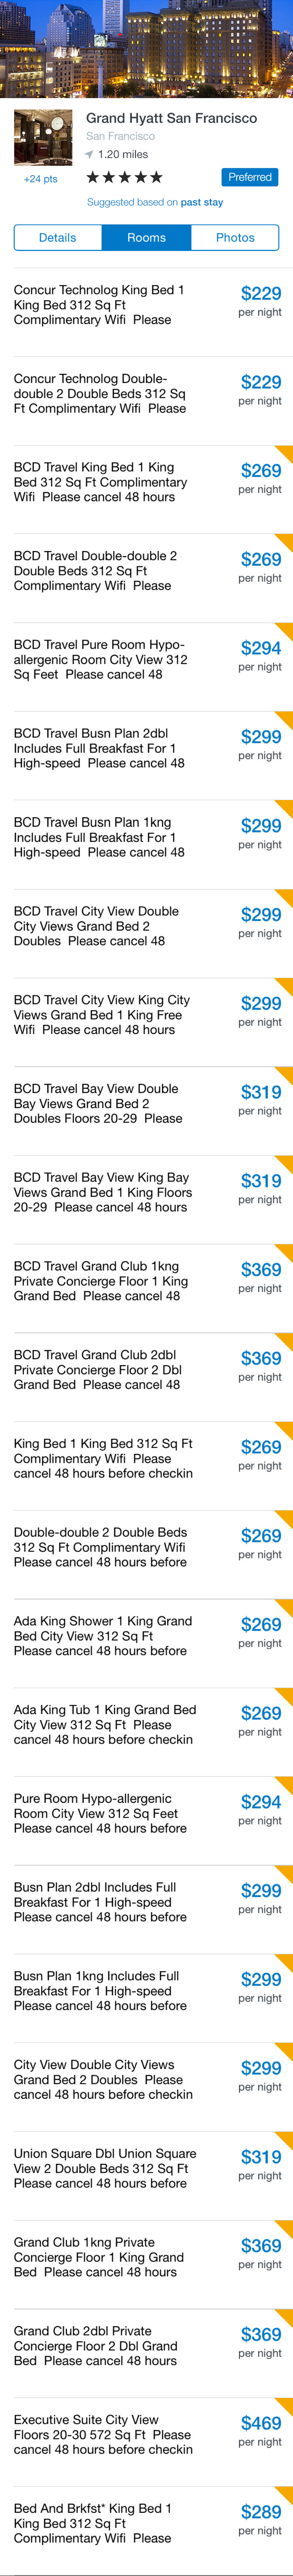 Grand Hyatt San Francisco
San Francisco
1.20 miles
+24 pts
Preferred
Suggested based on past stay
Details
Rooms
Photos
Concur Technolog King Bed 1
King Bed 312 Sq Ft
Complimentary Wifi  Please
$229
per night
Concur Technolog Double-
double 2 Double Beds 312 Sq
Ft Complimentary Wifi  Please
$229
per night
BCD Travel King Bed 1 King
Bed 312 Sq Ft Complimentary
Wifi  Please cancel 48 hours
$269
per night
BCD Travel Double-double 2
Double Beds 312 Sq Ft
Complimentary Wifi  Please
$269
per night
BCD Travel Pure Room Hypo-
allergenic Room City View 312
Sq Feet  Please cancel 48
$294
per night
BCD Travel Busn Plan 2dbl
Includes Full Breakfast For 1
High-speed  Please cancel 48
$299
per night
BCD Travel Busn Plan 1kng
Includes Full Breakfast For 1
High-speed  Please cancel 48
$299
per night
BCD Travel City View Double
City Views Grand Bed 2
Doubles  Please cancel 48
$299
per night
BCD Travel City View King City
Views Grand Bed 1 King Free
Wifi  Please cancel 48 hours
$299
per night
BCD Travel Bay View Double
Bay Views Grand Bed 2
Doubles Floors 20-29  Please
$319
per night
BCD Travel Bay View King Bay
Views Grand Bed 1 King Floors
20-29  Please cancel 48 hours
$319
per night
BCD Travel Grand Club 1kng
Private Concierge Floor 1 King
Grand Bed  Please cancel 48
$369
per night
BCD Travel Grand Club 2dbl
Private Concierge Floor 2 Dbl
Grand Bed  Please cancel 48
$369
per night
King Bed 1 King Bed 312 Sq Ft
Complimentary Wifi  Please
cancel 48 hours before checkin
$269
per night
Double-double 2 Double Beds
312 Sq Ft Complimentary Wifi
Please cancel 48 hours before
$269
per night
Ada King Shower 1 King Grand
Bed City View 312 Sq Ft
Please cancel 48 hours before
$269
per night
Ada King Tub 1 King Grand Bed
City View 312 Sq Ft  Please
cancel 48 hours before checkin
$269
per night
Pure Room Hypo-allergenic
Room City View 312 Sq Feet
Please cancel 48 hours before
$294
per night
Busn Plan 2dbl Includes Full
Breakfast For 1 High-speed
Please cancel 48 hours before
$299
per night
Busn Plan 1kng Includes Full
Breakfast For 1 High-speed
Please cancel 48 hours before
$299
per night
City View Double City Views
Grand Bed 2 Doubles  Please
cancel 48 hours before checkin
$299
per night
Union Square Dbl Union Square
View 2 Double Beds 312 Sq Ft
Please cancel 48 hours before
$319
per night
Grand Club 1kng Private
Concierge Floor 1 King Grand
Bed  Please cancel 48 hours
$369
per night
Grand Club 2dbl Private
Concierge Floor 2 Dbl Grand
Bed  Please cancel 48 hours
$369
per night
Executive Suite City View
Floors 20-30 572 Sq Ft  Please
cancel 48 hours before checkin
$469
per night
Bed And Brkfst* King Bed 1
King Bed 312 Sq Ft
Complimentary Wifi  Please
$289
per night